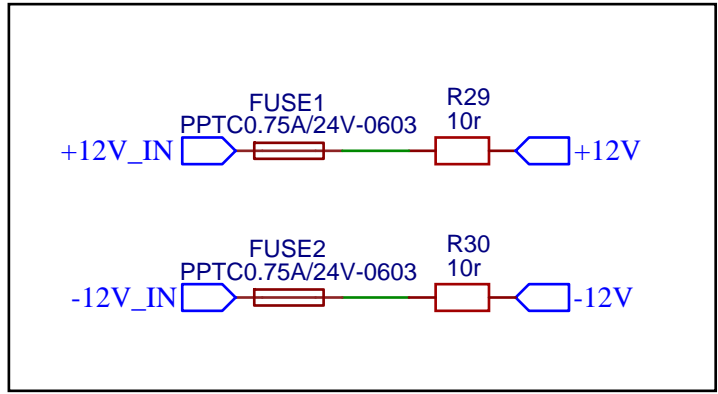 FUSE1
PPTC0.75A/24V-0603
R29
10r
+12V_IN
+12V
FUSE2
PPTC0.75A/24V-0603
R30
10r
-12V_IN
-12V